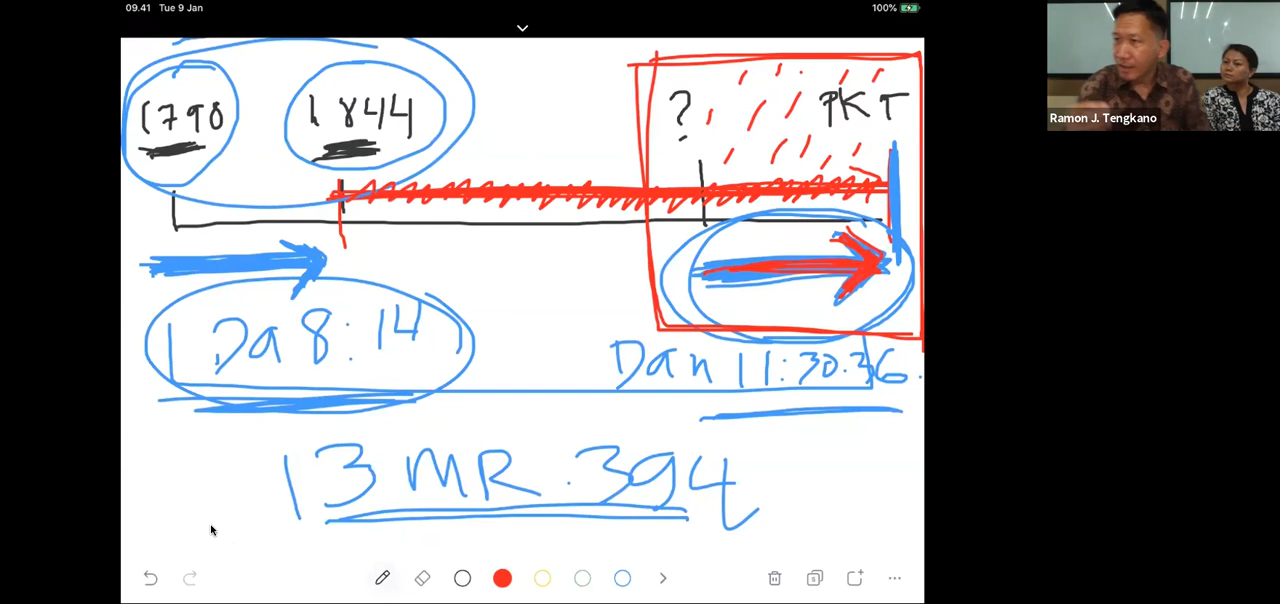 09.41 Tue 9 Jan
100%
1798 1844 ? PKT
Ramon J. Tengkano
Da 8:14
Dan 11:30.36.
13 MR.394